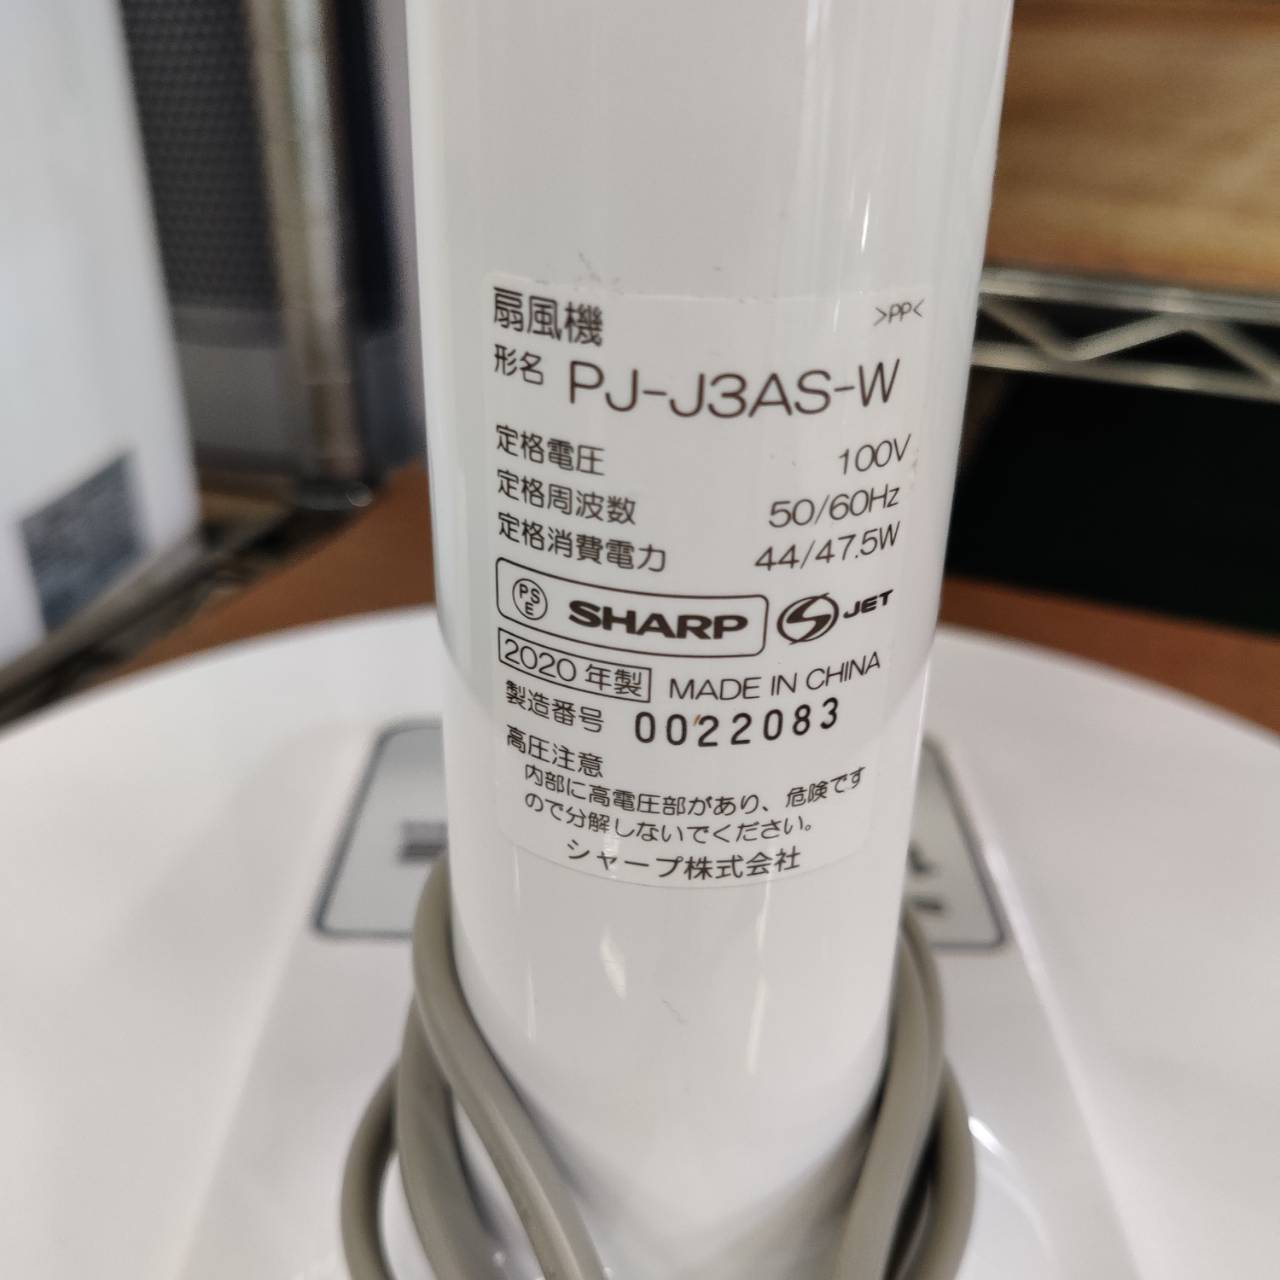 扇風機 >PP<
形名 PJ-J3AS-W
定格電圧 100V
定格周波数 50/60Hz
定格消費電力 44/47.5W
PSE SHARP S JET
2020年製 MADE IN CHINA
製造番号 0022083
高圧注意
内部に高電圧部があり、危険です
ので分解しないでください。
シャープ株式会社